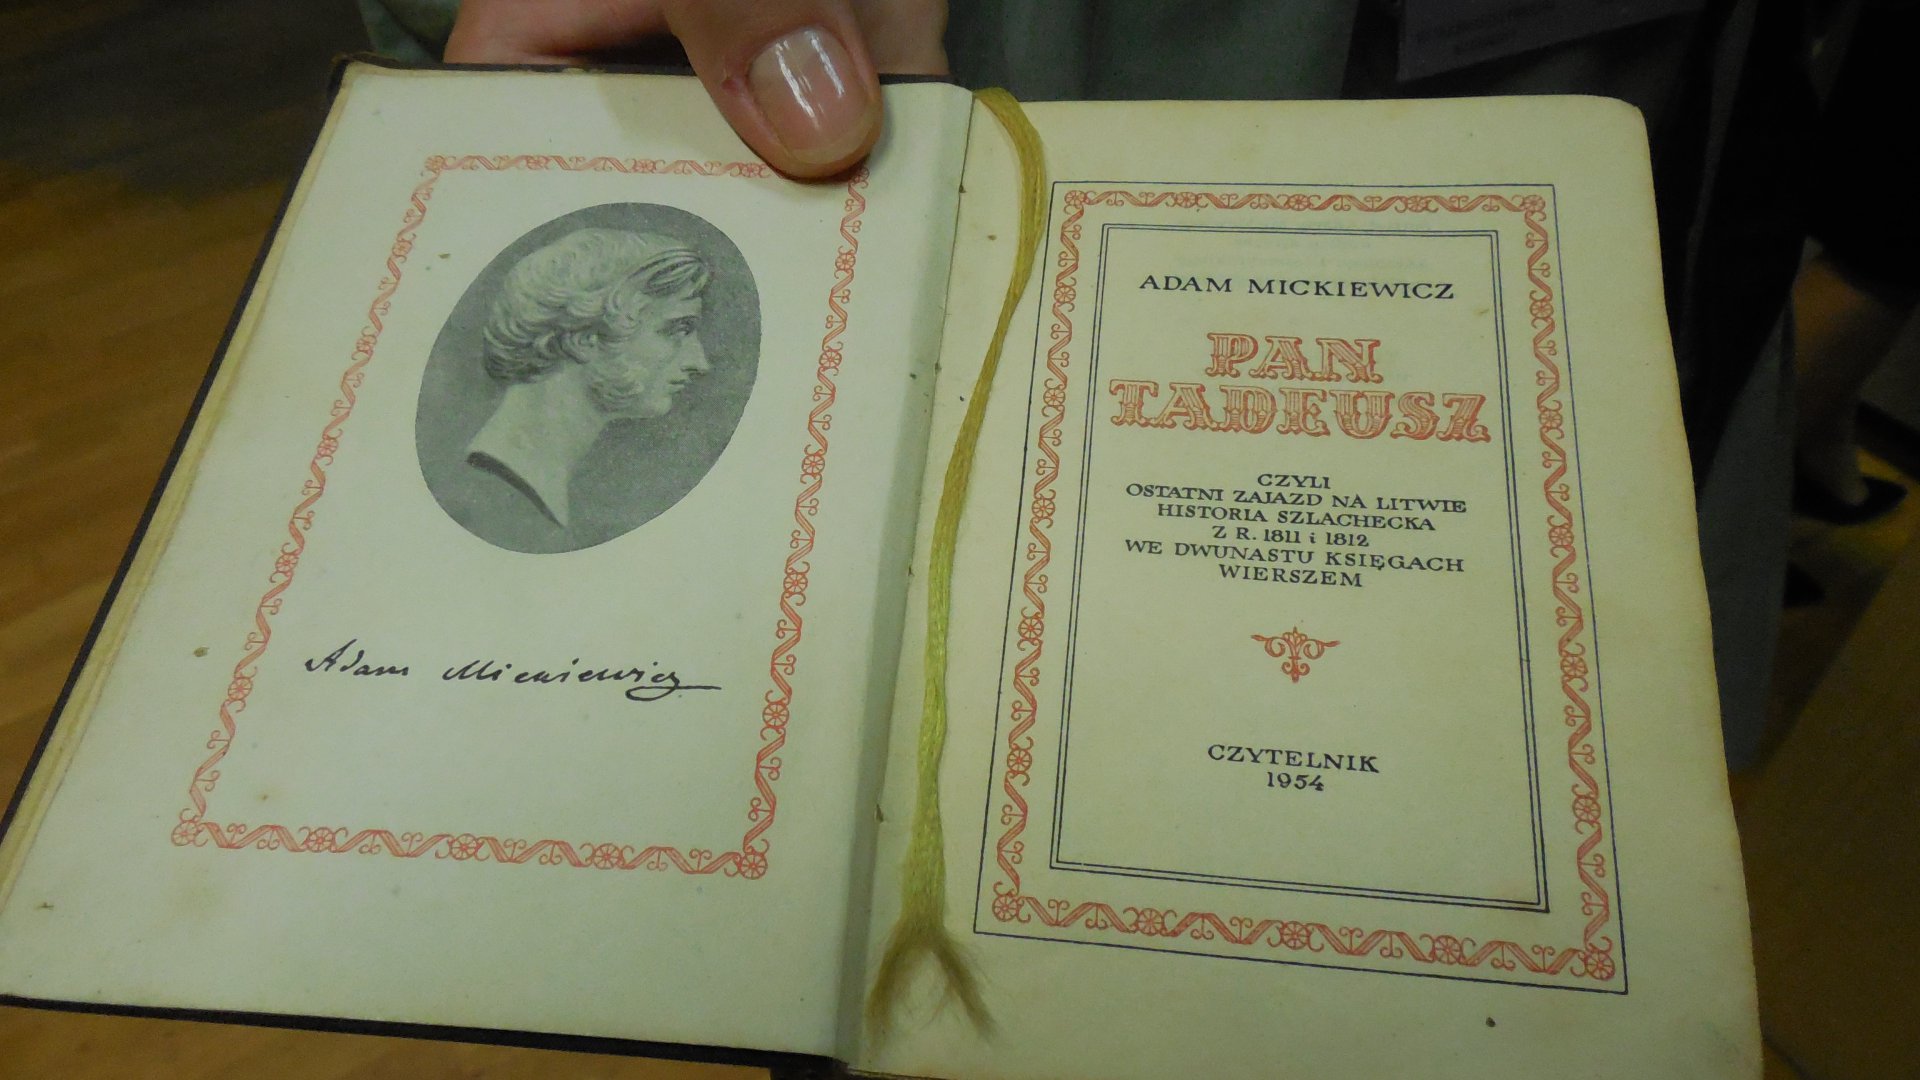 Adam Mickiewicz
ADAM MICKIEWICZ
PAN
TADEUSZ
CZYLI
OSTATNI ZAJAZD NA LITWIE
HISTORIA SZLACHECKA
Z R. 1811 i 1812
WE DWUNASTU KSIĘGACH
WIERSZEM
CZYTELNIK
1954